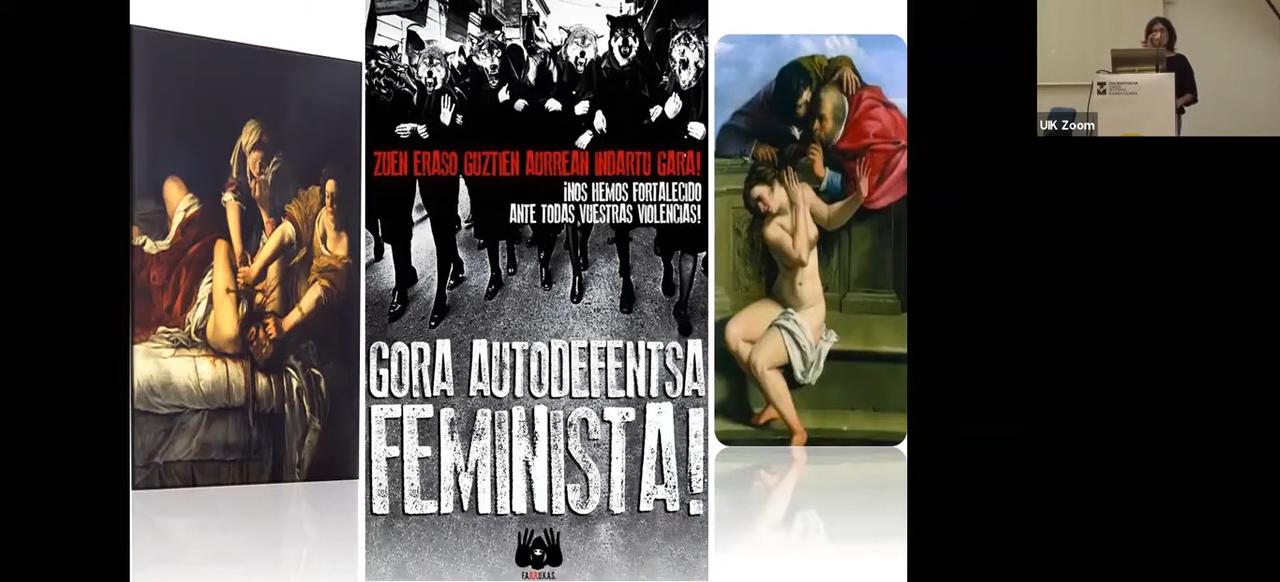 ZUEN ERASO GUZTIEN AURREAN INDARTU GARA!
¡NOS HEMOS FORTALECIDO
ANTE TODAS VUESTRAS VIOLENCIAS!
GORA AUTODEFENTSA
FEMINISTA!
UIK Zoom